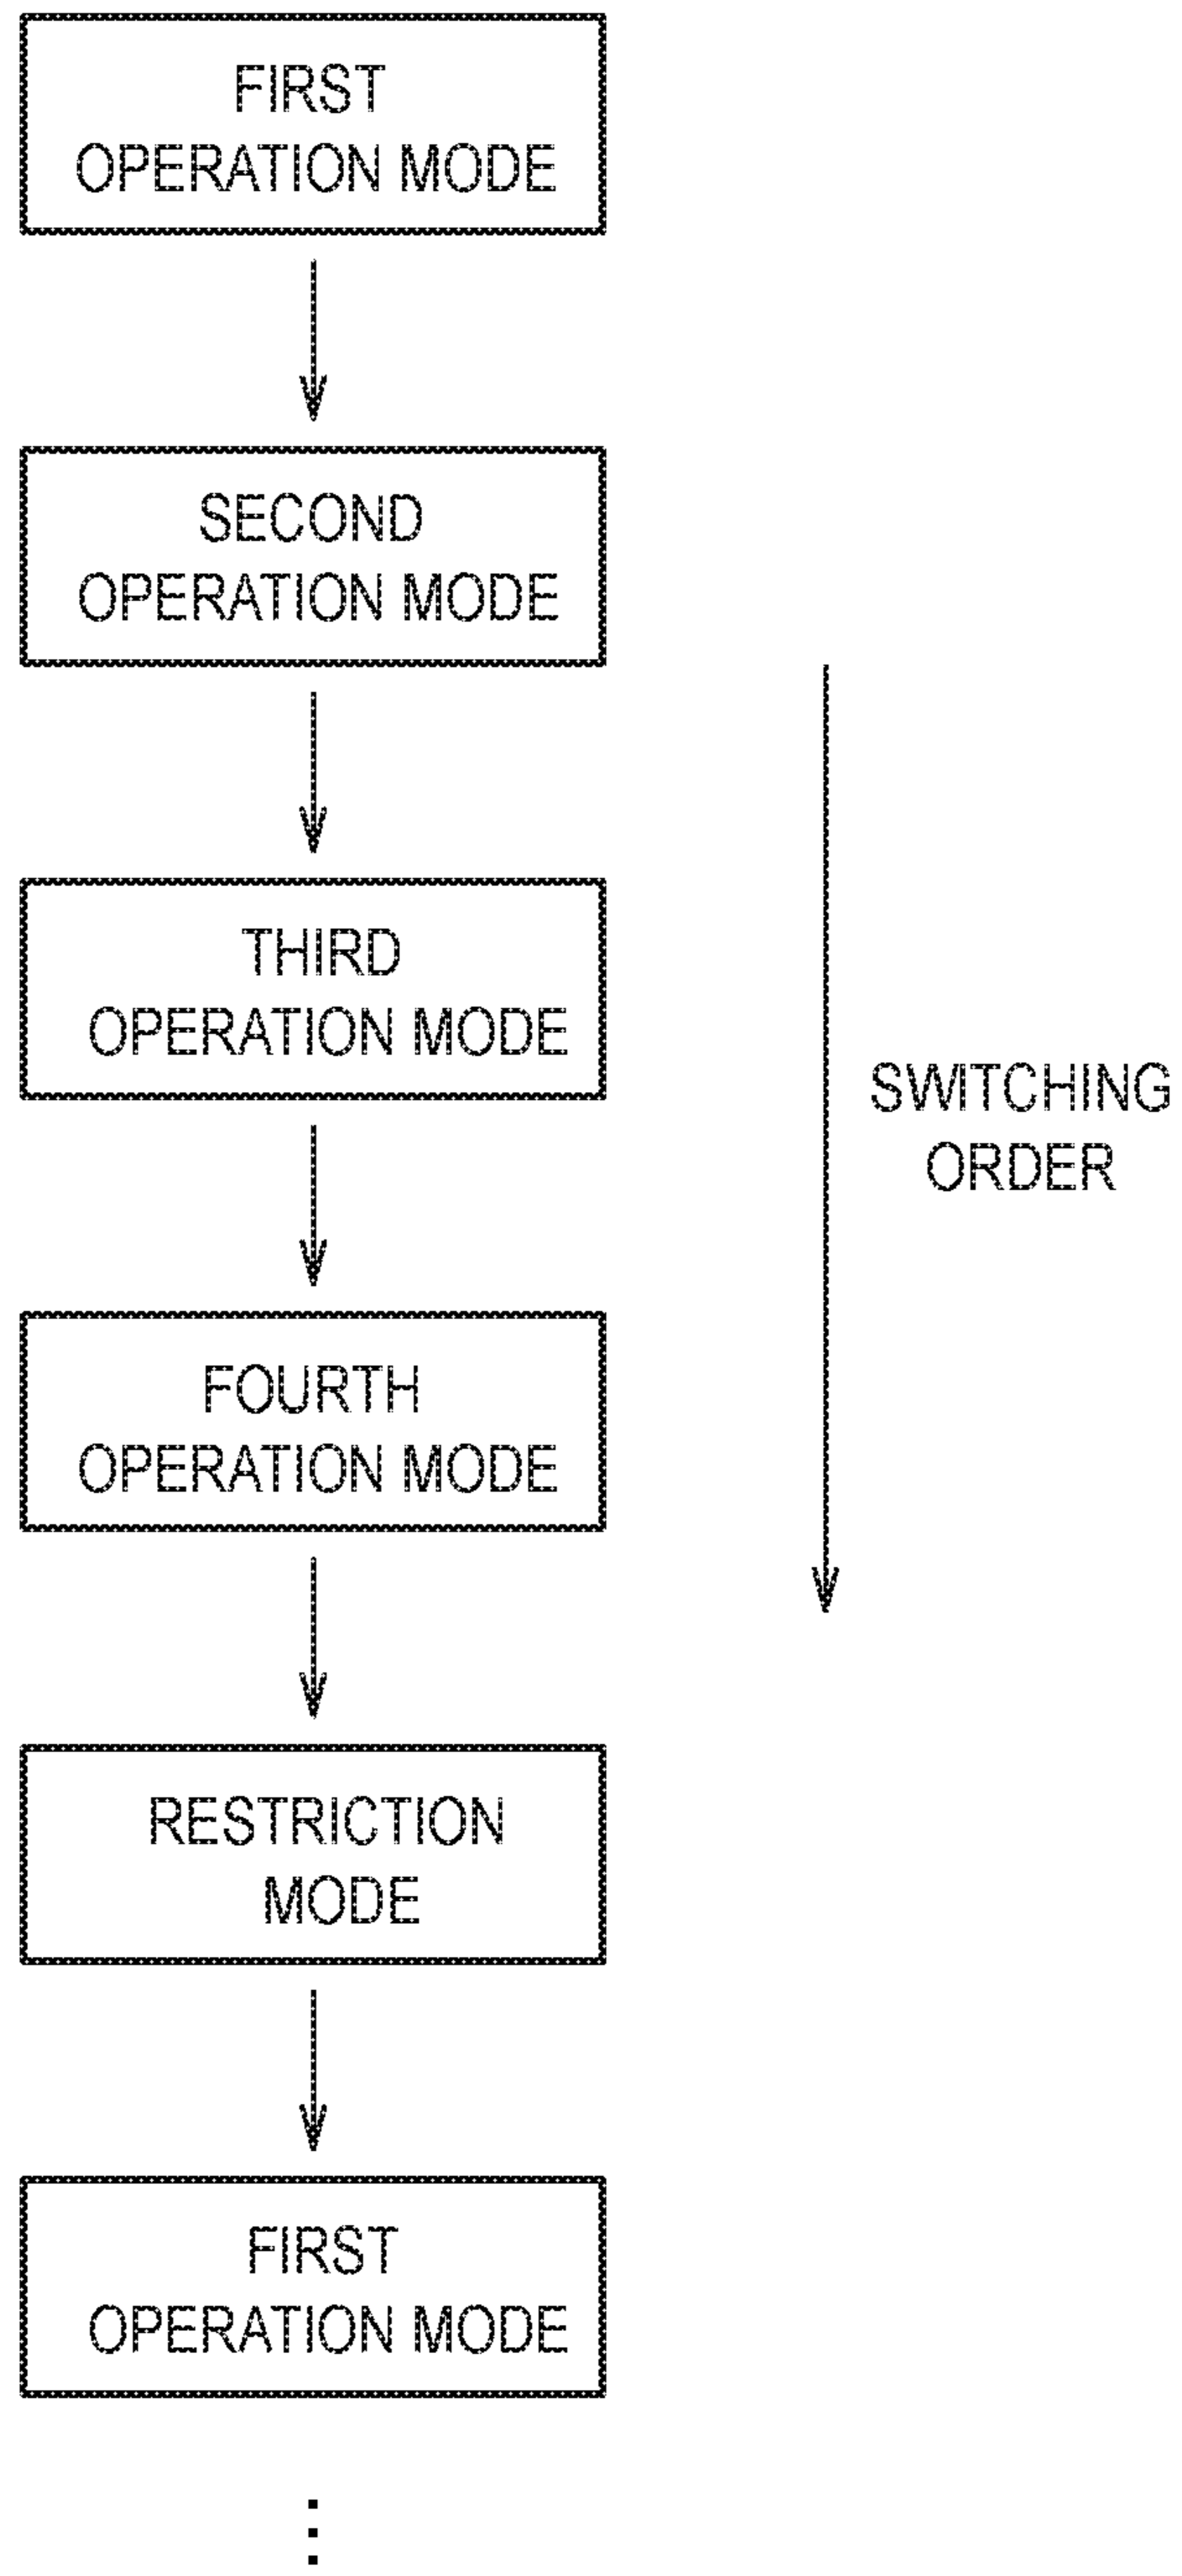 FIRST
OPERATION MODE
SECOND
OPERATION MODE
THIRD
OPERATION MODE
SWITCHING
ORDER
FOURTH
OPERATION MODE
RESTRICTION
MODE
FIRST
OPERATION MODE